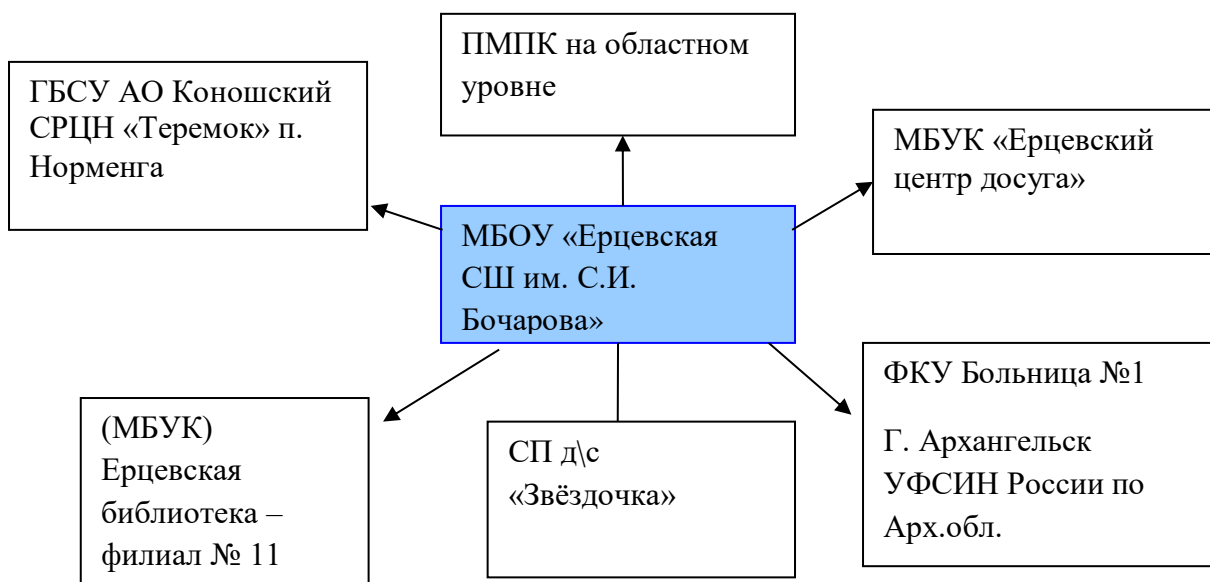 ПМПК на областном
уровне
ГБСУ АО Коношский
СРЦН «Теремок» п.
Норменга
МБУК «Ерцевский
центр досуга»
МБОУ «Ерцевская
СШ им. С.И.
Бочарова»
(МБУК)
Ерцевская
библиотека –
филиал № 11
СП д\с
«Звёздочка»
ФКУ Больница №1
Г. Архангельск
УФСИН России по
Арх.обл.